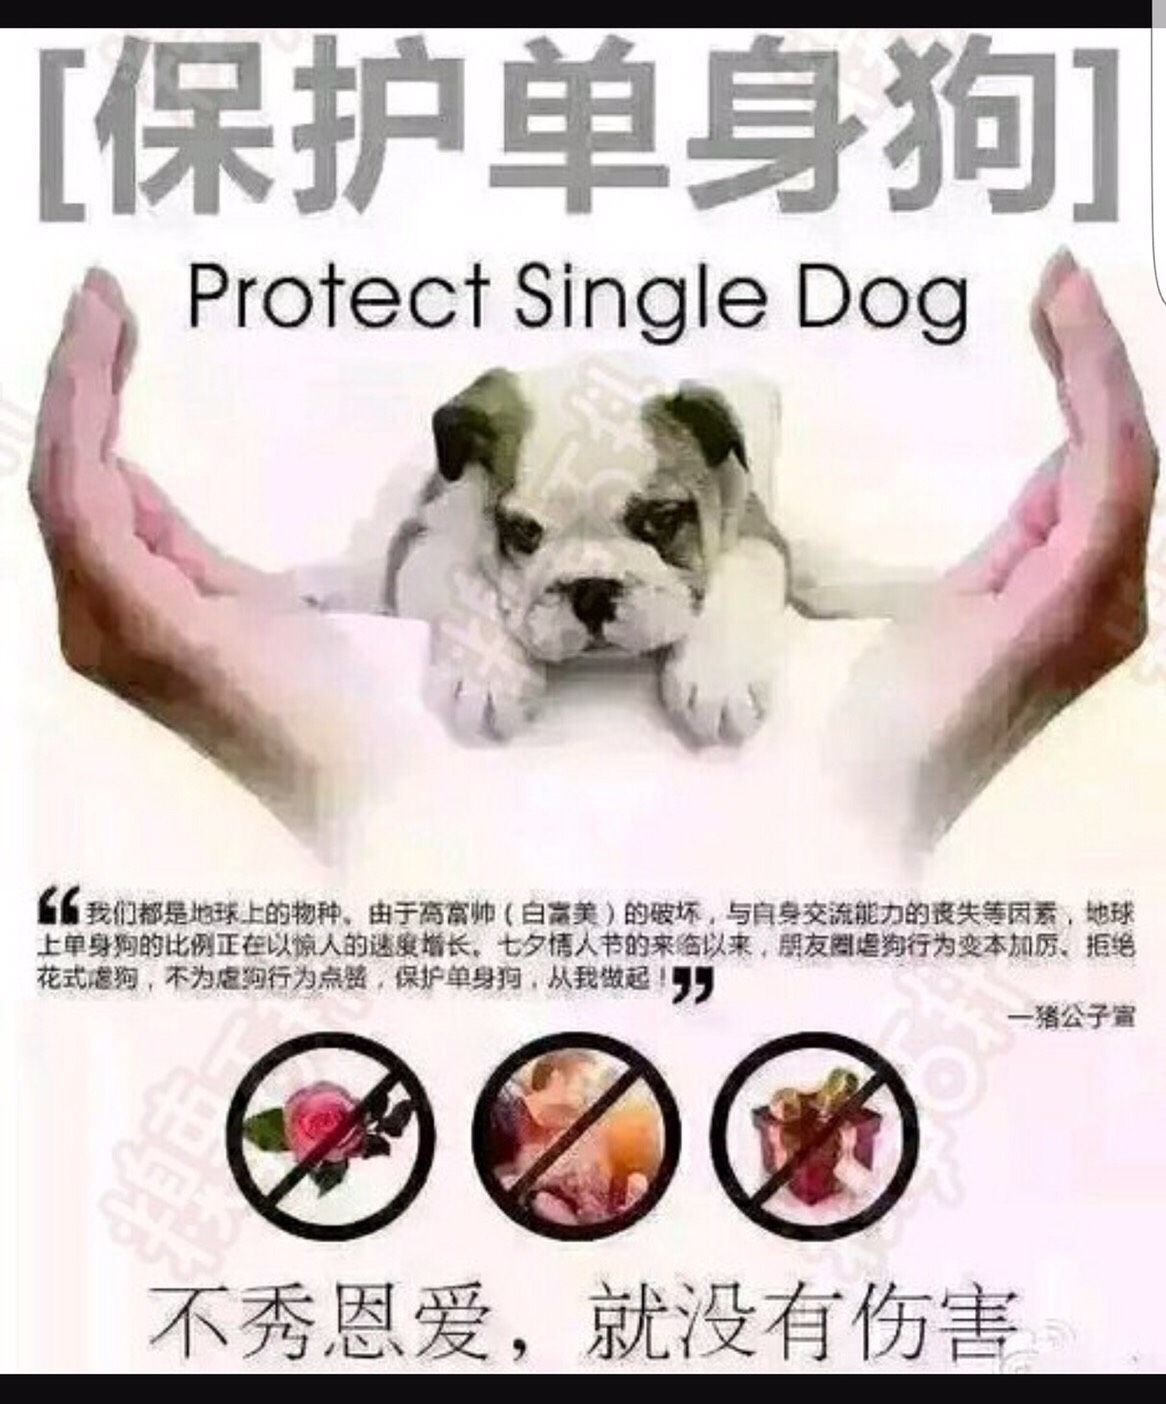 [保护单身狗]
Protect Single Dog
“我们都是地球上的物种。由于高富帅（白富美）的破坏，与自身交流能力的丧失等因素，地球
上单身狗的比例正在以惊人的速度增长。七夕情人节的来临以来，朋友圈虐狗行为变本加厉。拒绝
花式虐狗，不为虐狗行为点赞，保护单身狗，从我做起！”
—猪公子宣
不秀恩爱，就没有伤害